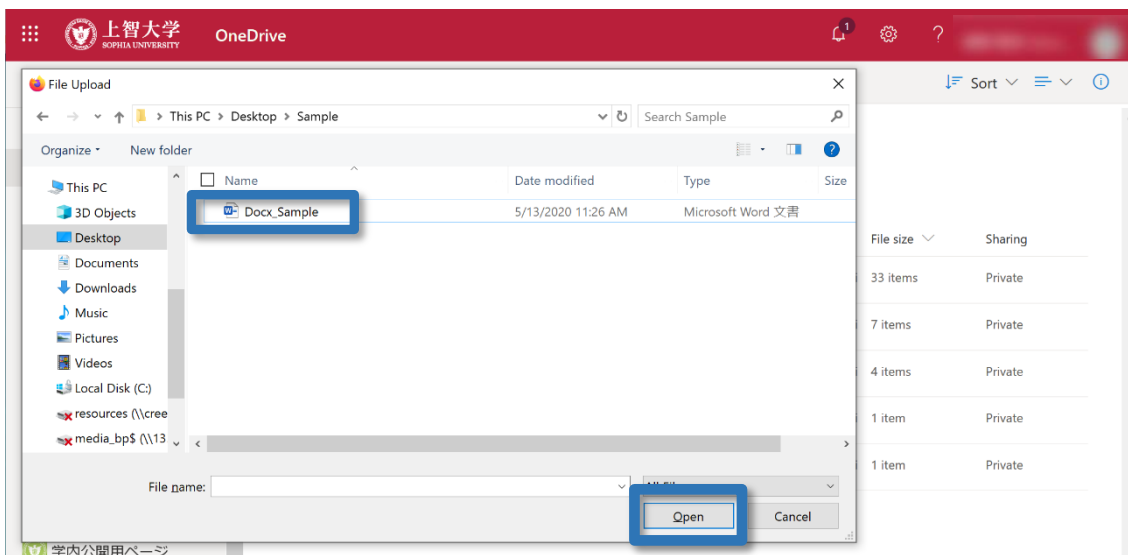 上智大学
SOPHIA UNIVERSITY
OneDrive
1
?
File Upload
Sort
This PC > Desktop > Sample
Search Sample
Organize
New folder
?
This PC
3D Objects
Desktop
Documents
Downloads
Music
Pictures
Videos
Local Disk (C:)
resources (\\cree
media_bp$ (\\13
Name
Date modified
Type
Size
Docx_Sample
5/13/2020 11:26 AM
Microsoft Word 文書
File size
Sharing
33 items
Private
7 items
Private
4 items
Private
1 item
Private
1 item
Private
File name:
Open
Cancel
学内公開用ページ